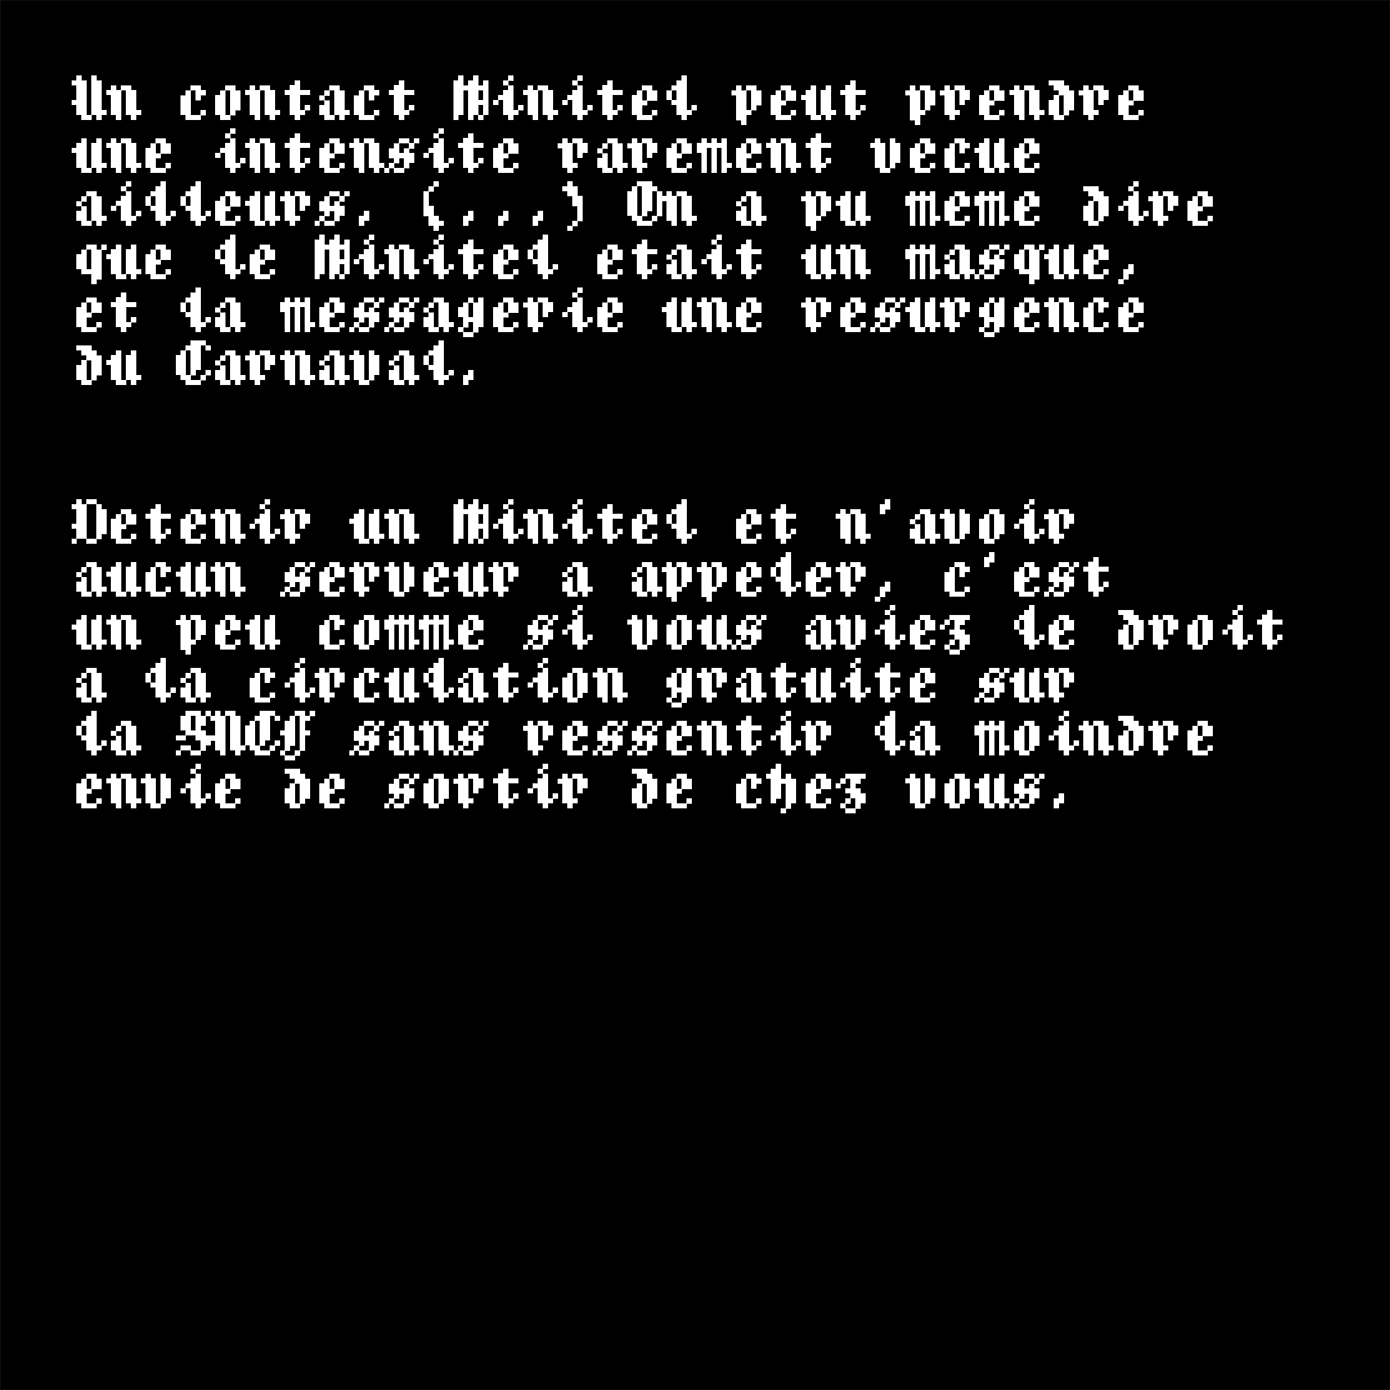 Un contact Minitel peut prendre
une intensite rarement vecue
ailleurs. (...) On a pu meme dire
que le Minitel etait un masque,
et la messagerie une resurgence
du Carnaval.
Detenir un Minitel et n'avoir
aucun serveur a appeler, c'est
un peu comme si vous aviez le droit
a la circulation gratuite sur
la SNCF sans ressentir la moindre
envie de sortir de chez vous.